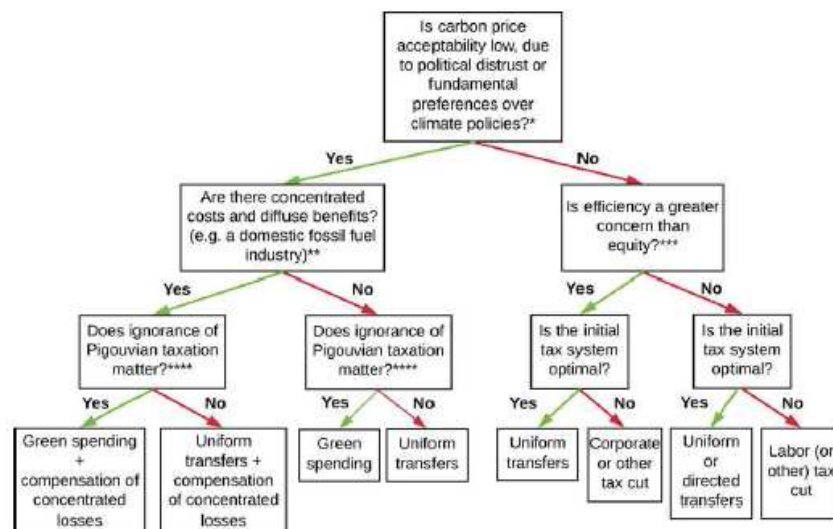 Is carbon price
acceptability low, due
to political distrust or
fundamental
preferences over
climate policies?*
Yes
No
Are there concentrated
costs and diffuse benefits?
(e.g. a domestic fossil fuel
industry)**
Is efficiency a greater
concern than
equity?***
Yes
No
Yes
No
Does ignorance of
Pigouvian taxation
matter?****
Does ignorance of
Pigouvian taxation
matter?****
Is the initial
tax system
optimal?
Is the initial
tax system
optimal?
Yes
No
Yes
No
Yes
No
Yes
No
Green spending
+
compensation of
concentrated
losses
Uniform
transfers +
compensation
of concentrated
losses
Green
spending
Uniform
transfers
Uniform
transfers
Corporate
or other
tax cut
Uniform
or
directed
transfers
Labor (or
other) tax
cut